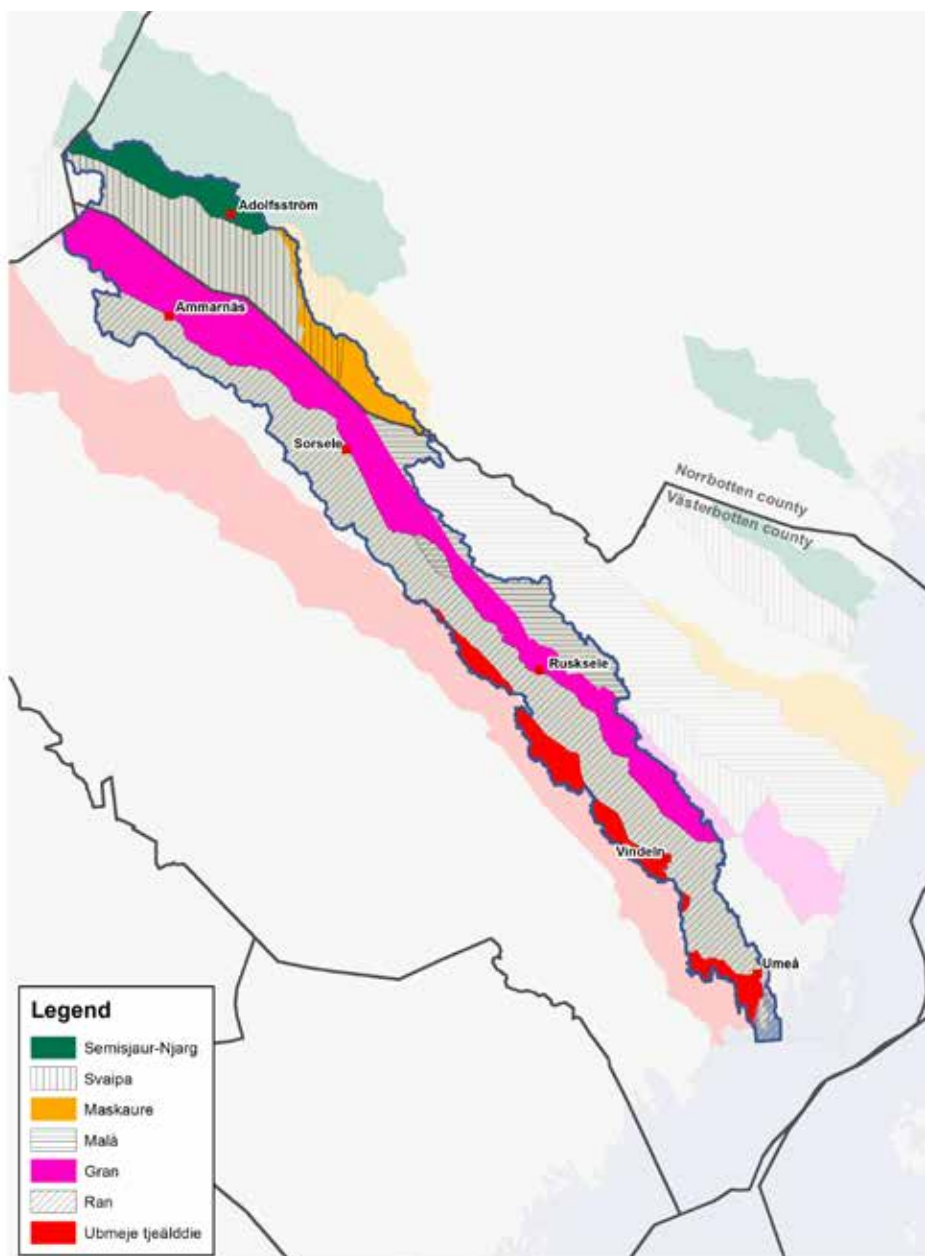 Adolfsström
Ammarnäs
Sorsele
Norrbotten county
Västerbotten county
Rusksele
Vindeln
Umeå
Legend
Semisjaur-Njarg
Svaipa
Maskaure
Malå
Gran
Ran
Ubmeje tjeälddie